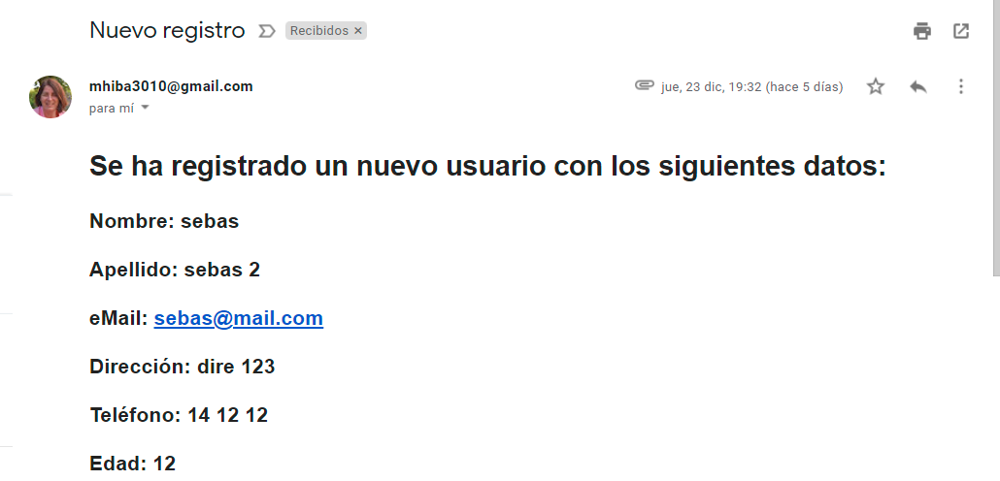 Nuevo registro Recibidos ×
mhiba3010@gmail.com jue, 23 dic, 19:32 (hace 5 días)
para mí
Se ha registrado un nuevo usuario con los siguientes datos:
Nombre: sebas
Apellido: sebas 2
eMail: sebas@mail.com
Dirección: dire 123
Teléfono: 14 12 12
Edad: 12